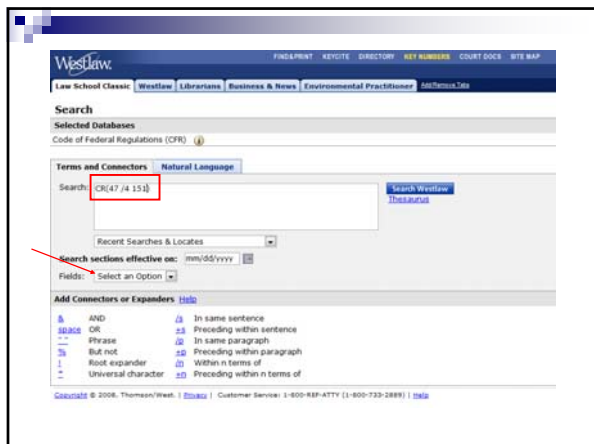 Westlaw.
FIND&PRINT KEYCITE DIRECTORY KEY NUMBERS COURT DOCS SITE MAP
Law School Classic Westlaw Librarians Business & News Environmental Practitioner Add/Remove Tabs
Search
Selected Databases
Code of Federal Regulations (CFR)
Terms and Connectors Natural Language
Search: CR(47 /4 151) Search Westlaw
Thesaurus
Recent Searches & Locates
Search sections effective on: mm/dd/yyyy
Fields: Select an Option
Add Connectors or Expanders Help
& AND /s In same sentence
space OR +s Preceding within sentence
" " Phrase /p In same paragraph
% But not +p Preceding within paragraph
! Root expander /n Within n terms of
* Universal character +n Preceding within n terms of
Copyright © 2008, Thomson/West. | Privacy | Customer Service: 1-800-REF-ATTY (1-800-733-2889) | Help